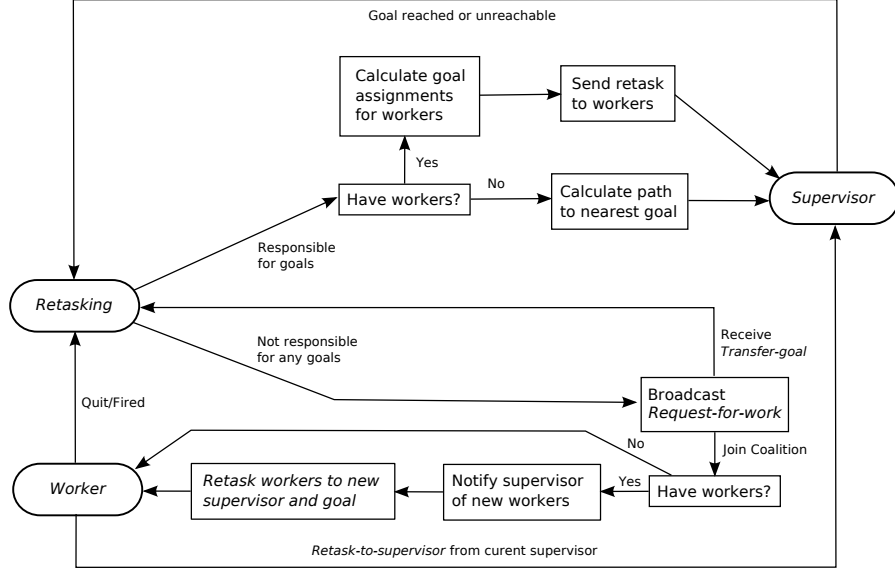 Goal reached or unreachable
Calculate goal
assignments
for workers
Send retask
to workers
Yes
Have workers?
No
Calculate path
to nearest goal
Supervisor
Responsible
for goals
Retasking
Not responsible
for any goals
Receive
Transfer-goal
Quit/Fired
Broadcast
Request-for-work
No
Join Coalition
Worker
Retask workers to new
supervisor and goal
Notify supervisor
of new workers
Yes
Have workers?
Retask-to-supervisor from curent supervisor